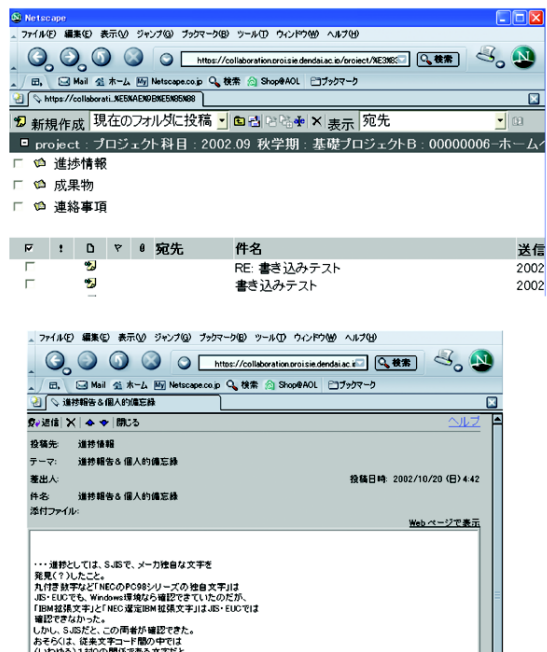 Netscape
ファイル(F) 編集(E) 表示(V) ジャンプ(G) ブックマーク(B) ツール(T) ウィンドウ(W) ヘルプ(H)
検索
Mail ホーム Netscape.co.jp 検索 Shop@AOL ブックマーク
新規作成 現在のフォルダに投稿 表示 宛先
project : プロジェクト科目 : 2002.09 秋学期 : 基礎プロジェクトB : 00000006-ホーム
進捗情報
成果物
連絡事項
! 宛先 件名 送信
RE: 書き込みテスト 2002
書き込みテスト 2002
ファイル(F) 編集(E) 表示(V) ジャンプ(G) ブックマーク(B) ツール(T) ウィンドウ(W) ヘルプ(H)
検索
Mail ホーム Netscape.co.jp 検索 Shop@AOL ブックマーク
進捗報告&個人的備忘録
返信 閉じる ヘルプ
投稿先: 進捗情報
テーマ: 進捗報告& 個人的備忘録
差出人: 投稿日時: 2002/10/20 (日) 4:42
件名: 進捗報告& 個人的備忘録
添付ファイル:
Web ページで表示
・・・進捗としては、SJISで、メーカ独自な文字を
発見(?)したこと。
丸付き数字など「NECのPC98シリーズの独自文字」は
JIS・EUCでも、Windows環境なら確認できていたのだが、
「IBM拡張文字」と「NEC選定IBM拡張文字」はJIS・EUCでは
確認できなかった。
しかし、SJISだと、この両者が確認できた。
おそらくは、従来文字コード間の中では
(いわゆる)1対0の関係である文字だと